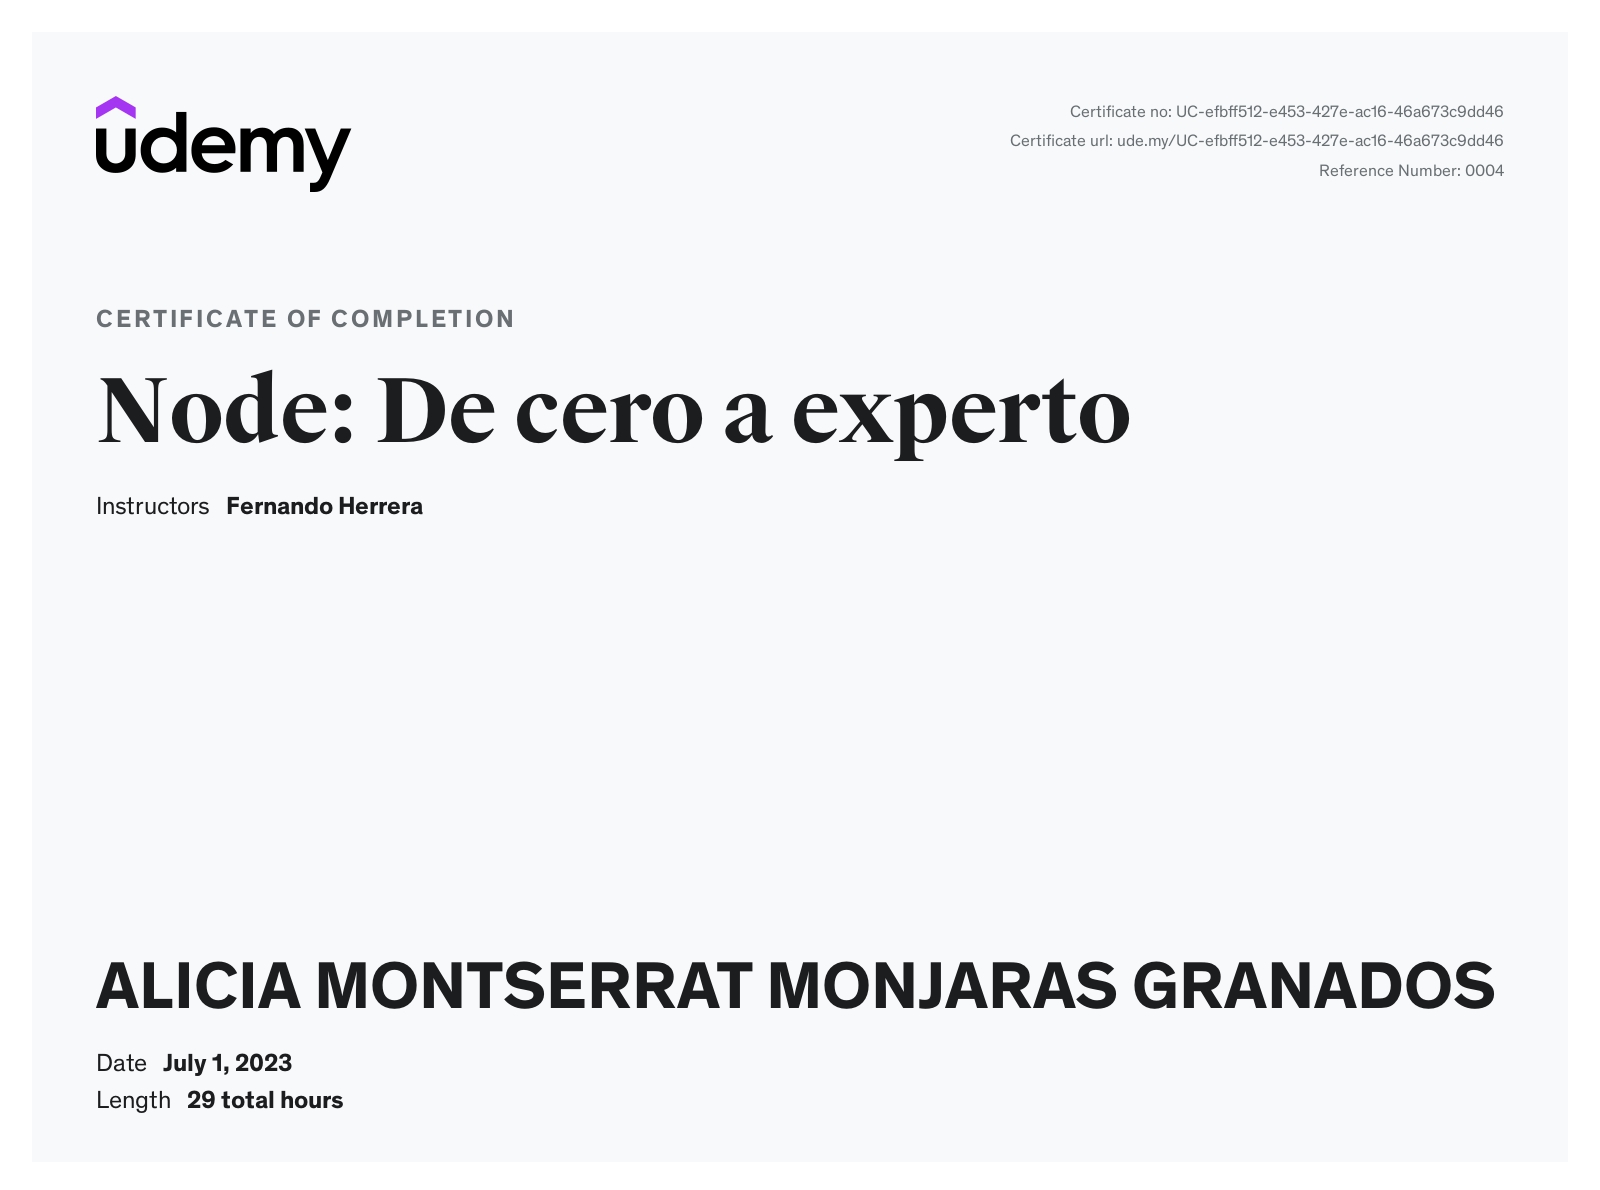 udemy
Certificate no: UC-efbff512-e453-427e-ac16-46a673c9dd46
Certificate url: ude.my/UC-efbff512-e453-427e-ac16-46a673c9dd46
Reference Number: 0004
CERTIFICATE OF COMPLETION
Node: De cero a experto
Instructors Fernando Herrera
ALICIA MONTSERRAT MONJARAS GRANADOS
Date July 1, 2023
Length 29 total hours